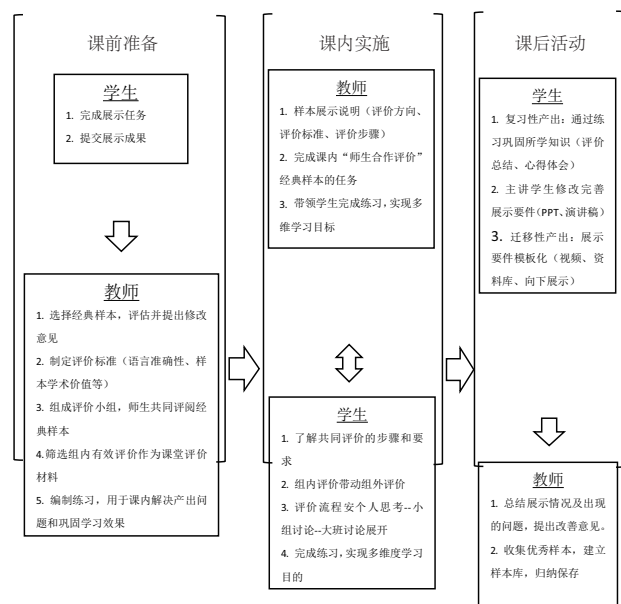 课前准备
学生
1. 完成展示任务
2. 提交展示成果
教师
1. 选择经典样本，评估并提出修改
意见
2. 制定评价标准（语言准确性、样
本学术价值等）
3. 组成评价小组，师生共同评阅经
典样本
4.筛选组内有效评价作为课堂评价
材料
5. 编制练习，用于课内解决产出问
题和巩固学习效果
课内实施
教师
1. 样本展示说明（评价方向、
评价标准、评价步骤）
2. 完成课内“师生合作评价”
经典样本的任务
3. 带领学生完成练习，实现多
维学习目标
学生
1. 了解共同评价的步骤和要
求
2. 组内评价带动组外评价
3. 评价流程安个人思考--小
组讨论--大班讨论展开
4. 完成练习，实现多维度学习
目的
课后活动
学生
1. 复习性产出：通过练
习巩固所学知识（评价
总结、心得体会）
2. 主讲学生修改完善
展示要件（PPT、演讲稿）
3. 迁移性产出：展示
要件模板化（视频、资
料库、向下展示）
教师
1. 总结展示情况及出现
的问题，提出改善意见。
2. 收集优秀样本，建立
样本库，归纳保存